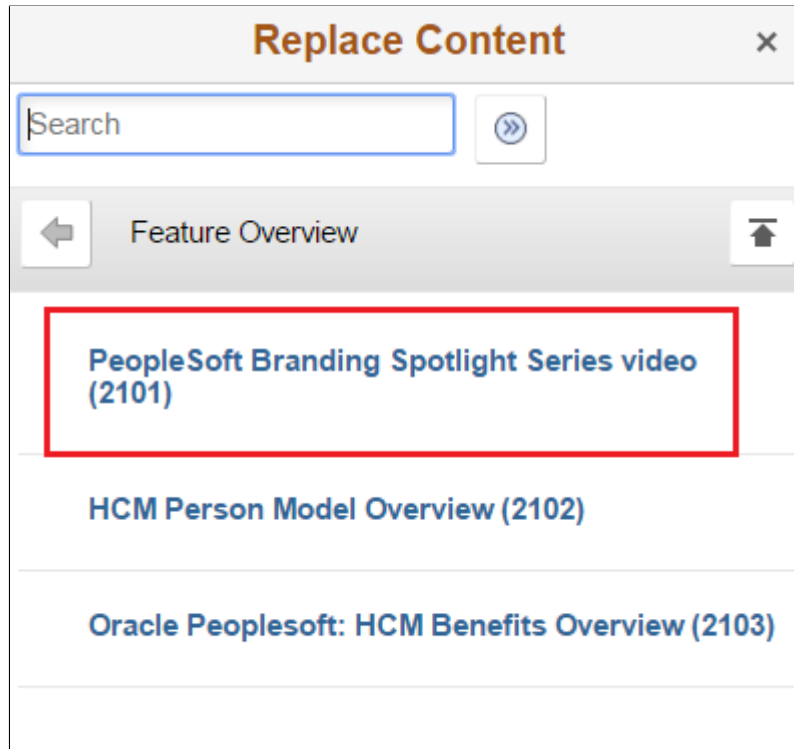 Replace Content
Search
Feature Overview
PeopleSoft Branding Spotlight Series video
(2101)
HCM Person Model Overview (2102)
Oracle Peoplesoft: HCM Benefits Overview (2103)